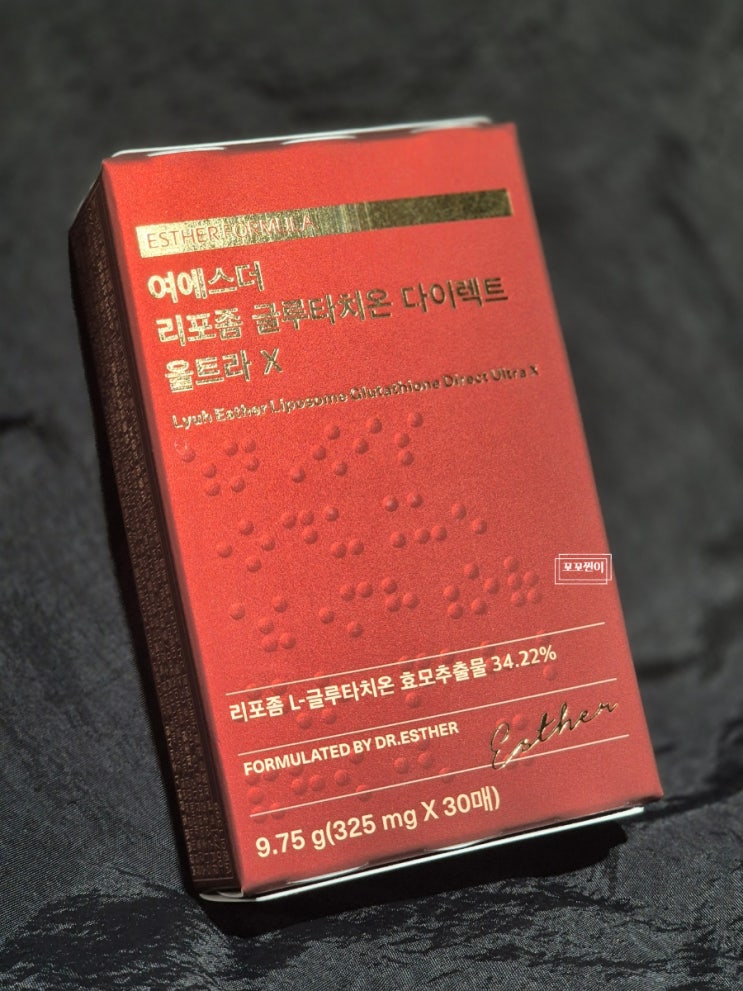 ESTHER FORMULA
여에스더
리포좀 글루타치온 다이렉트
울트라 X
Lyuh Esther Liposome Glutathione Direct Ultra X
꼬꼬찐이
리포좀 L-글루타치온 효모추출물 34.22%
FORMULATED BY DR.ESTHER
Esther
9.75 g(325 mg X 30매)